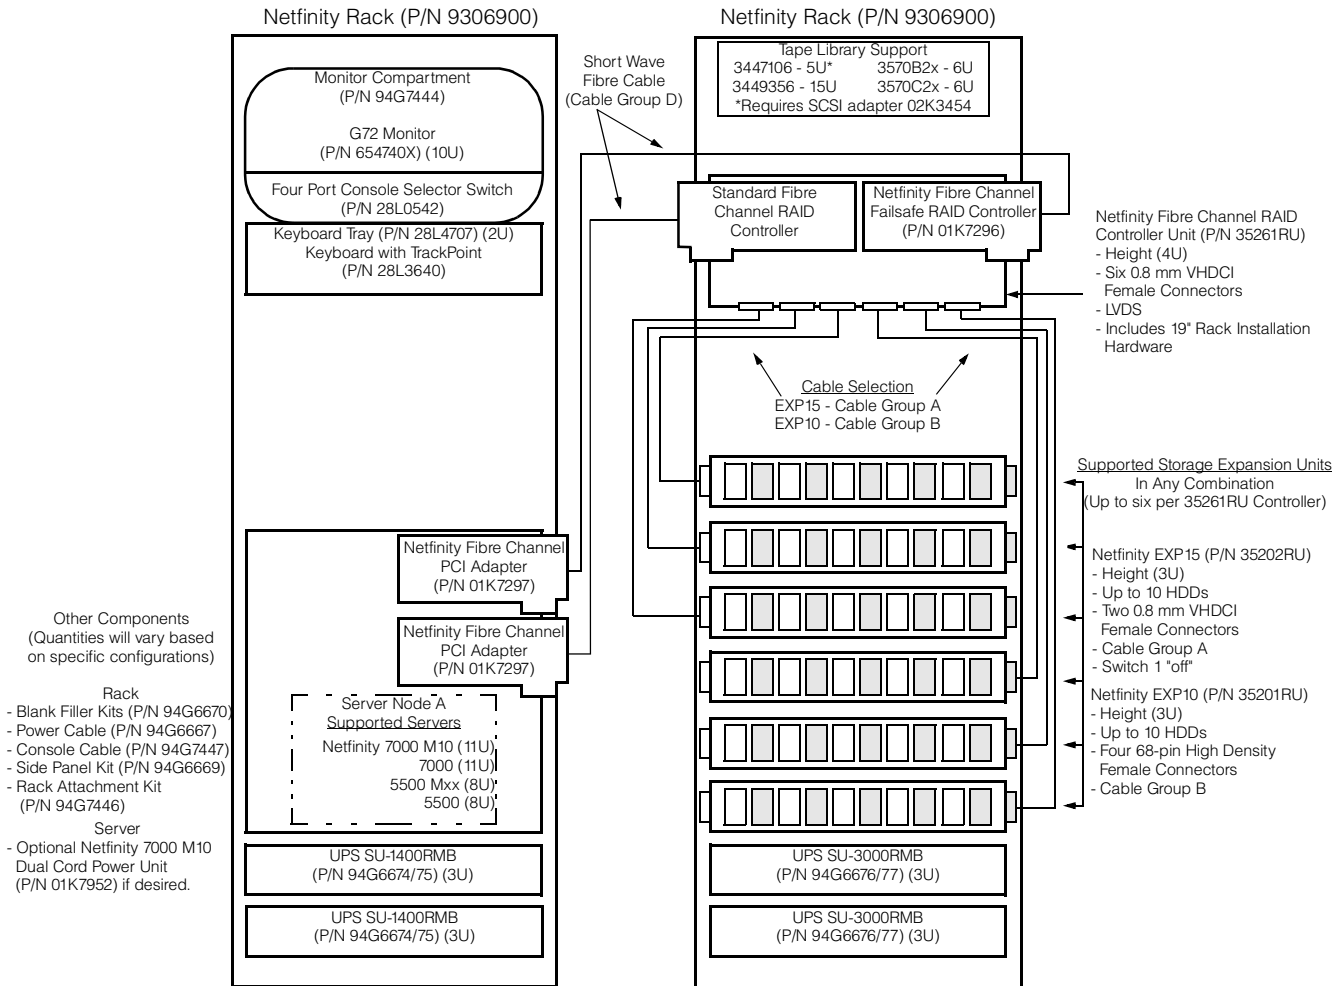 Netfinity Rack (P/N 9306900)
Monitor Compartment
(P/N 94G7444)
G72 Monitor
(P/N 654740X) (10U)
Four Port Console Selector Switch
(P/N 28L0542)
Keyboard Tray (P/N 28L4707) (2U)
Keyboard with TrackPoint
(P/N 28L3640)
Netfinity Fibre Channel
PCI Adapter
(P/N 01K7297)
Netfinity Fibre Channel
PCI Adapter
(P/N 01K7297)
Server Node A
Supported Servers
Netfinity 7000 M10 (11U)
7000 (11U)
5500 Mxx (8U)
5500 (8U)
UPS SU-1400RMB
(P/N 94G6674/75) (3U)
UPS SU-1400RMB
(P/N 94G6674/75) (3U)
Other Components
(Quantities will vary based
on specific configurations)
Rack
- Blank Filler Kits (P/N 94G6670)
- Power Cable (P/N 94G6667)
- Console Cable (P/N 94G7447)
- Side Panel Kit (P/N 94G6669)
- Rack Attachment Kit
(P/N 94G7446)
Server
- Optional Netfinity 7000 M10
Dual Cord Power Unit
(P/N 01K7952) if desired.
Short Wave
Fibre Cable
(Cable Group D)
Netfinity Rack (P/N 9306900)
Tape Library Support
3447106 - 5U* 3570B2x - 6U
3449356 - 15U 3570C2x - 6U
*Requires SCSI adapter 02K3454
Standard Fibre
Channel RAID
Controller
Netfinity Fibre Channel
Failsafe RAID Controller
(P/N 01K7296)
Cable Selection
EXP15 - Cable Group A
EXP10 - Cable Group B
UPS SU-3000RMB
(P/N 94G6676/77) (3U)
UPS SU-3000RMB
(P/N 94G6676/77) (3U)
Netfinity Fibre Channel RAID
Controller Unit (P/N 35261RU)
- Height (4U)
- Six 0.8 mm VHDCI
Female Connectors
- LVDS
- Includes 19" Rack Installation
Hardware
Supported Storage Expansion Units
In Any Combination
(Up to six per 35261RU Controller)
Netfinity EXP15 (P/N 35202RU)
- Height (3U)
- Up to 10 HDDs
- Two 0.8 mm VHDCI
Female Connectors
- Cable Group A
- Switch 1 "off"
Netfinity EXP10 (P/N 35201RU)
- Height (3U)
- Up to 10 HDDs
- Four 68-pin High Density
Female Connectors
- Cable Group B